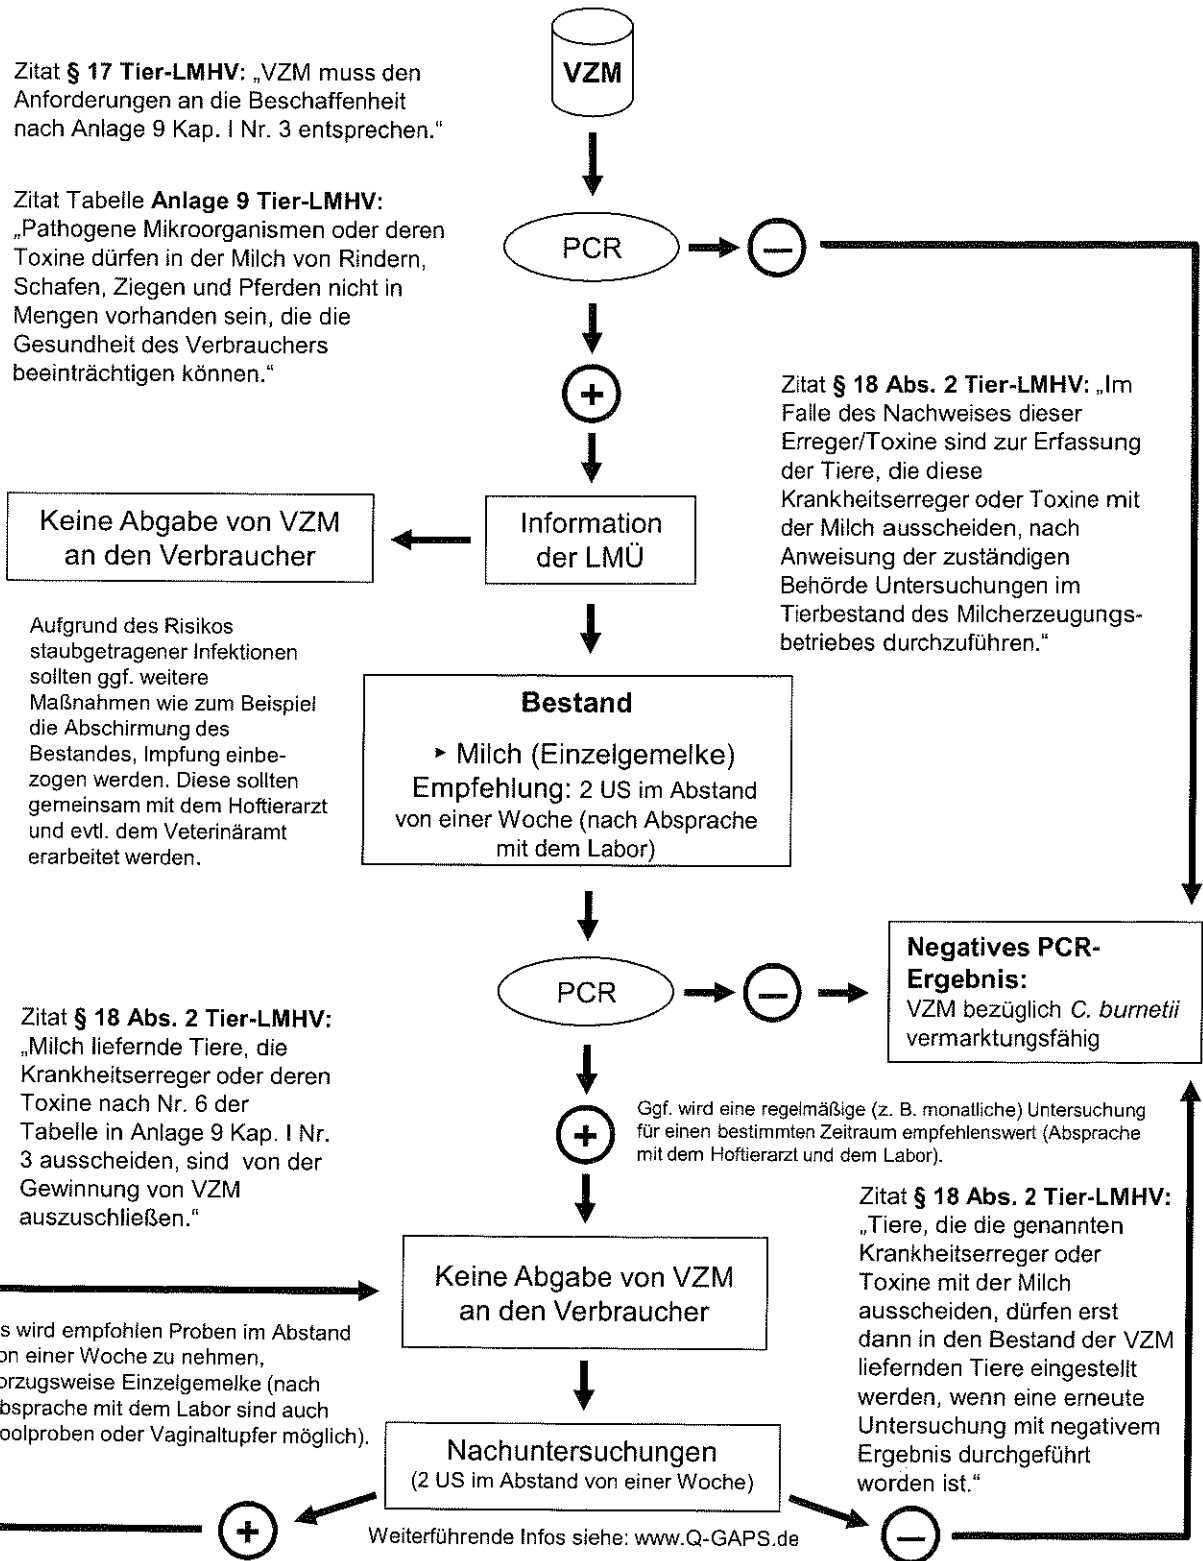 VZM
Zitat § 17 Tier-LMHV: „VZM muss den
Anforderungen an die Beschaffenheit
nach Anlage 9 Kap. I Nr. 3 entsprechen.“
Zitat Tabelle Anlage 9 Tier-LMHV:
„Pathogene Mikroorganismen oder deren
Toxine dürfen in der Milch von Rindern,
Schafen, Ziegen und Pferden nicht in
Mengen vorhanden sein, die die
Gesundheit des Verbrauchers
beeinträchtigen können.“
PCR
−
+
Zitat § 18 Abs. 2 Tier-LMHV: „Im
Falle des Nachweises dieser
Erreger/Toxine sind zur Erfassung
der Tiere, die diese
Krankheitserreger oder Toxine mit
der Milch ausscheiden, nach
Anweisung der zuständigen
Behörde Untersuchungen im
Tierbestand des Milcherzeugungs-
betriebes durchzuführen.“
Keine Abgabe von VZM
an den Verbraucher
Information
der LMÜ
Aufgrund des Risikos
staubgetragener Infektionen
sollten ggf. weitere
Maßnahmen wie zum Beispiel
die Abschirmung des
Bestandes, Impfung einbe-
zogen werden. Diese sollten
gemeinsam mit dem Hoftierarzt
und evtl. dem Veterinäramt
erarbeitet werden.
Bestand
▸ Milch (Einzelgemelke)
Empfehlung: 2 US im Abstand
von einer Woche (nach Absprache
mit dem Labor)
PCR
−
Negatives PCR-
Ergebnis:
VZM bezüglich C. burnetii
vermarktungsfähig
Zitat § 18 Abs. 2 Tier-LMHV:
„Milch liefernde Tiere, die
Krankheitserreger oder deren
Toxine nach Nr. 6 der
Tabelle in Anlage 9 Kap. I Nr.
3 ausscheiden, sind von der
Gewinnung von VZM
auszuschließen.“
+
Ggf. wird eine regelmäßige (z. B. monatliche) Untersuchung
für einen bestimmten Zeitraum empfehlenswert (Absprache
mit dem Hoftierarzt und dem Labor).
Keine Abgabe von VZM
an den Verbraucher
Zitat § 18 Abs. 2 Tier-LMHV:
„Tiere, die die genannten
Krankheitserreger oder
Toxine mit der Milch
ausscheiden, dürfen erst
dann in den Bestand der VZM
liefernden Tiere eingestellt
werden, wenn eine erneute
Untersuchung mit negativem
Ergebnis durchgeführt
worden ist.“
s wird empfohlen Proben im Abstand
on einer Woche zu nehmen,
orzugsweise Einzelgemelke (nach
bsprache mit dem Labor sind auch
oolproben oder Vaginaltupfer möglich).
Nachuntersuchungen
(2 US im Abstand von einer Woche)
+
−
Weiterführende Infos siehe: www.Q-GAPS.de